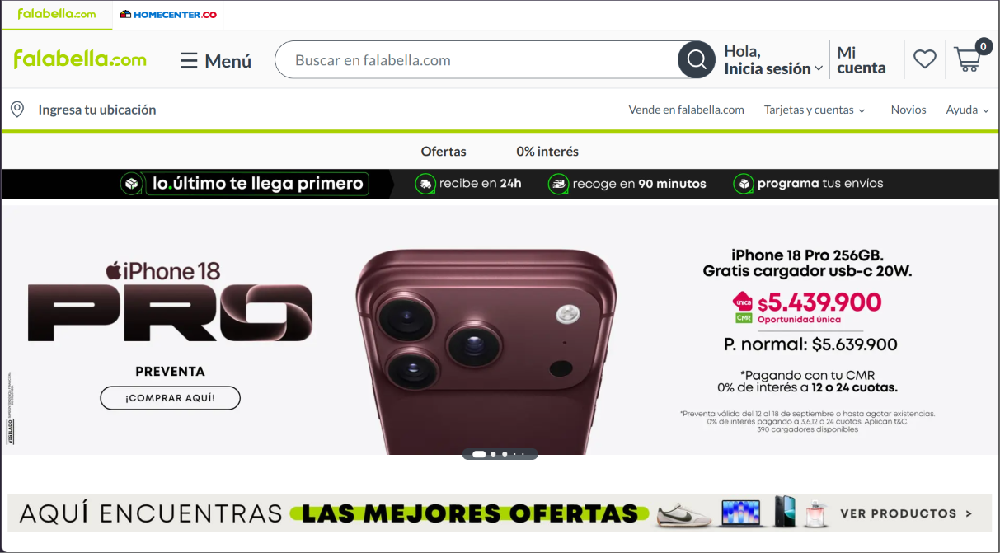 falabella.com
HOMECENTER.CO
falabella.com
Menú
Buscar en falabella.com
Hola,
Inicia sesión
Mi
cuenta
0
Ingresa tu ubicación
Vende en falabella.com
Tarjetas y cuentas
Novios
Ayuda
Ofertas
0% interés
lo.último te llega primero
recibe en 24h
recoge en 90 minutos
programa tus envíos
iPhone 18
PRO
PREVENTA
¡COMPRAR AQUÍ!
VIGILADO
iPhone 18 Pro 256GB.
Gratis cargador usb-c 20W.
única
CMR
$5.439.900
Oportunidad única
P. normal: $5.639.900
*Pagando con tu CMR
0% de interés a 12 o 24 cuotas.
*Preventa válida del 12 al 18 de septiembre o hasta agotar existencias.
0% de interés pagando a 3,6,12 o 24 cuotas. Aplican t&C.
390 cargadores disponibles
AQUÍ ENCUENTRAS LAS MEJORES OFERTAS
VER PRODUCTOS >